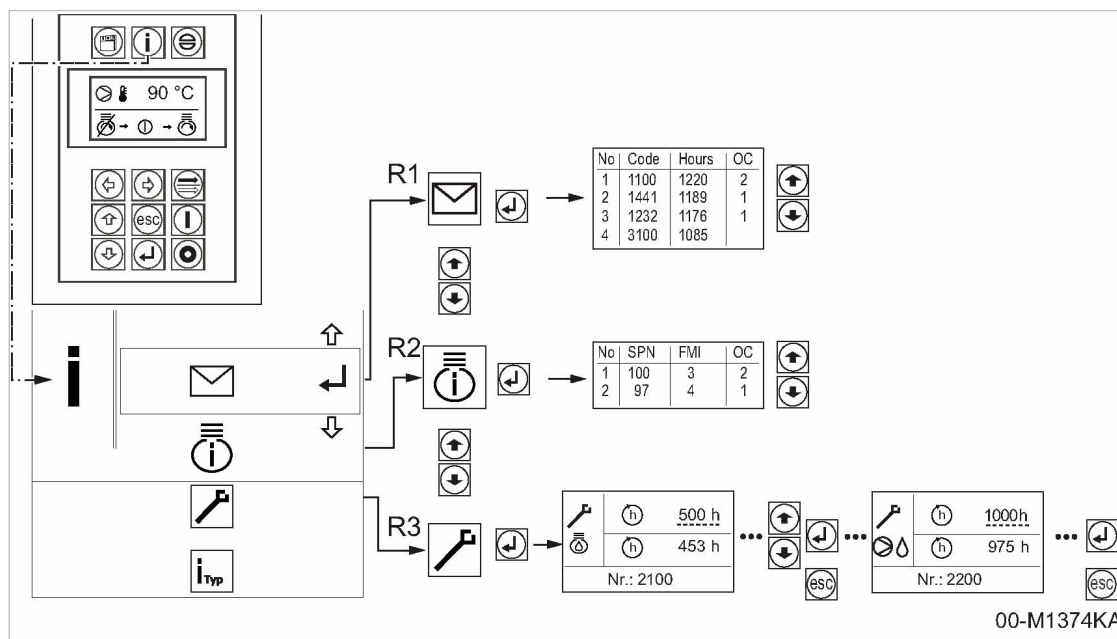 i
90 °C
esc
R1
No Code Hours OC
1 1100 1220 2
2 1441 1189 1
3 1232 1176 1
4 3100 1085
i
R2
i
No SPN FMI OC
1 100 3 2
2 97 4 1
i
R3
h 500 h
h 453 h
Nr.: 2100
esc
h 1000h
h 975 h
Nr.: 2200
esc
iTyp
00-M1374KA